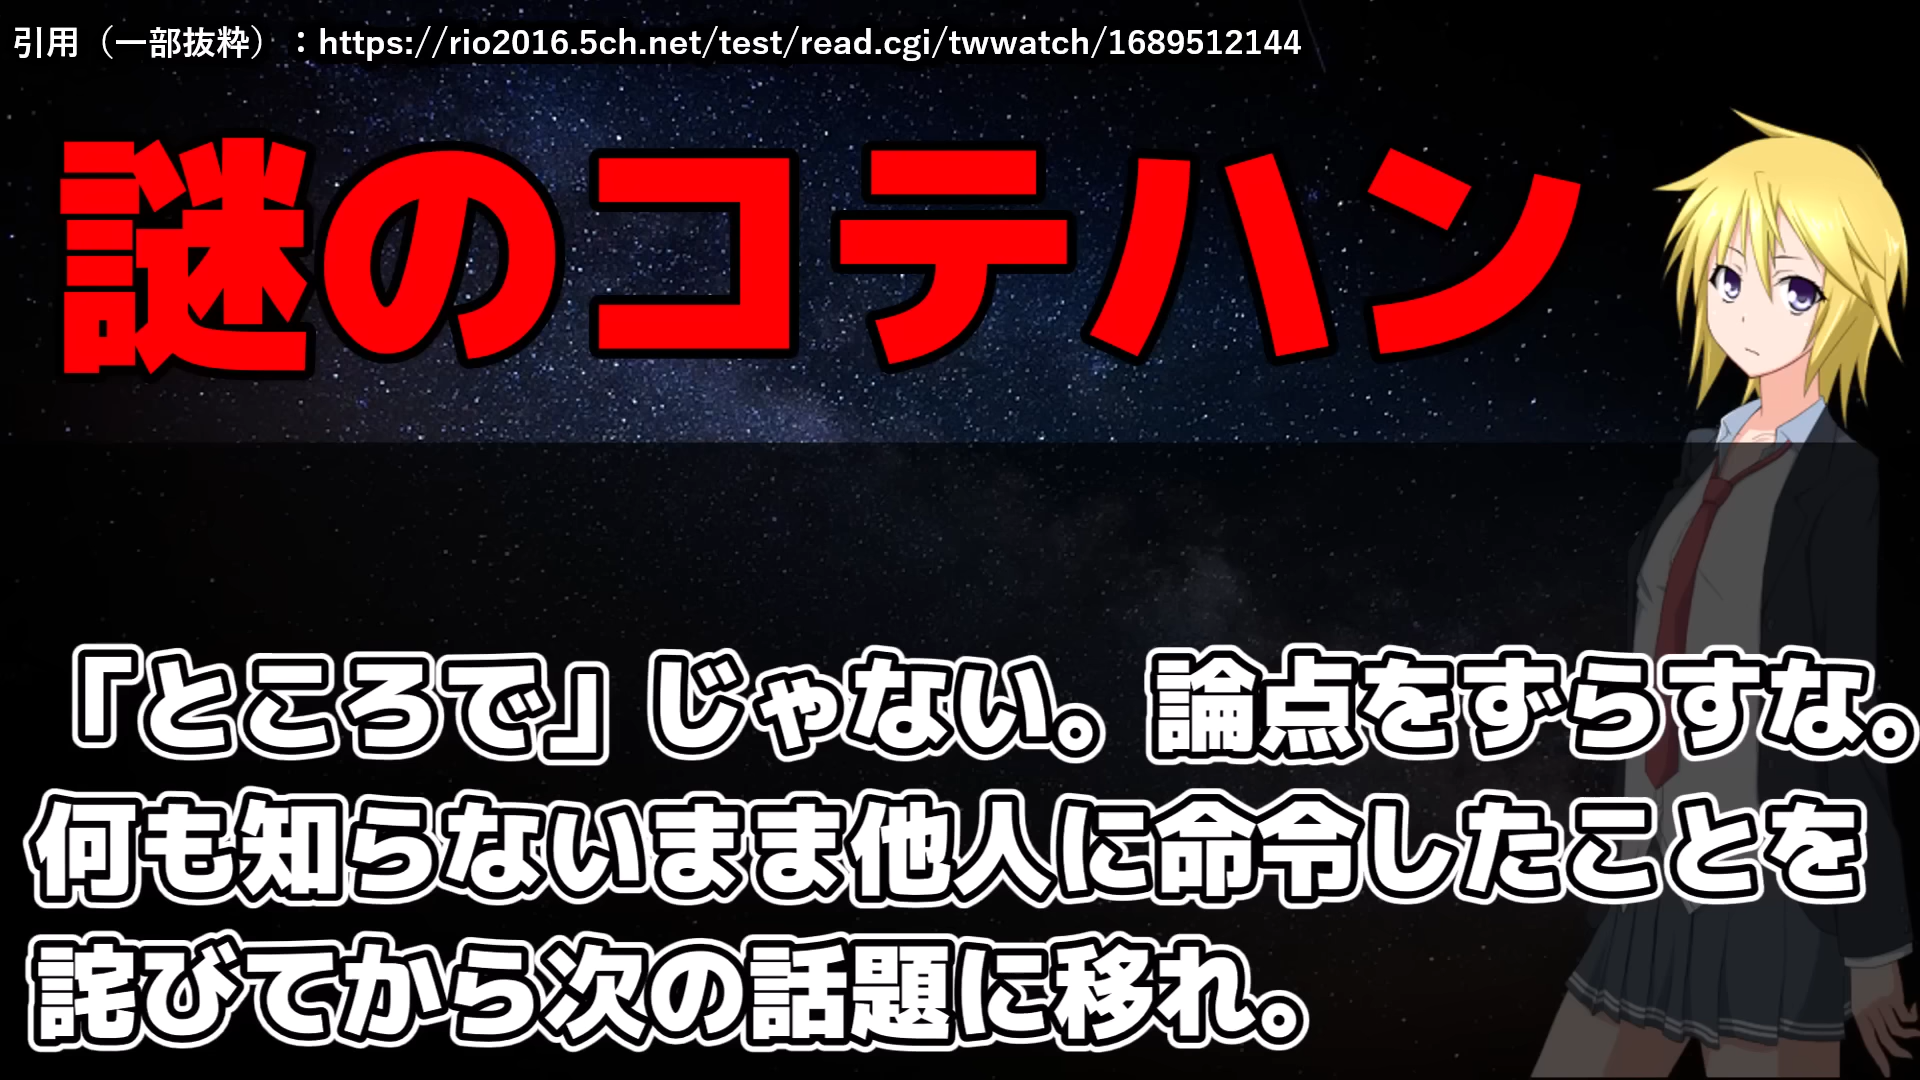 引用（一部抜粋）：https://rio2016.5ch.net/test/read.cgi/twwatch/1689512144
謎のコテハン
「ところで」じゃない。論点をずらすな。
何も知らないまま他人に命令したことを
詫びてから次の話題に移れ。